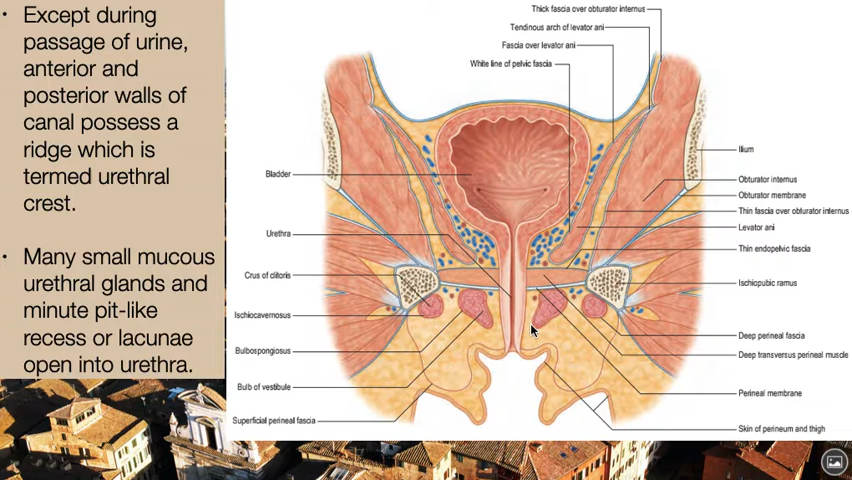 • Except during
passage of urine,
anterior and
posterior walls of
canal possess a
ridge which is
termed urethral
crest.
• Many small mucous
urethral glands and
minute pit-like
recess or lacunae
open into urethra.
Thick fascia over obturator internus
Tendinous arch of levator ani
Fascia over levator ani
White line of pelvic fascia
Bladder
Urethra
Crus of clitoris
Ischiocavernosus
Bulbospongiosus
Bulb of vestibule
Superficial perineal fascia
Ilium
Obturator internus
Obturator membrane
Thin fascia over obturator internus
Levator ani
Thin endopelvic fascia
Ischiopubic ramus
Deep perineal fascia
Deep transversus perineal muscle
Perineal membrane
Skin of perineum and thigh